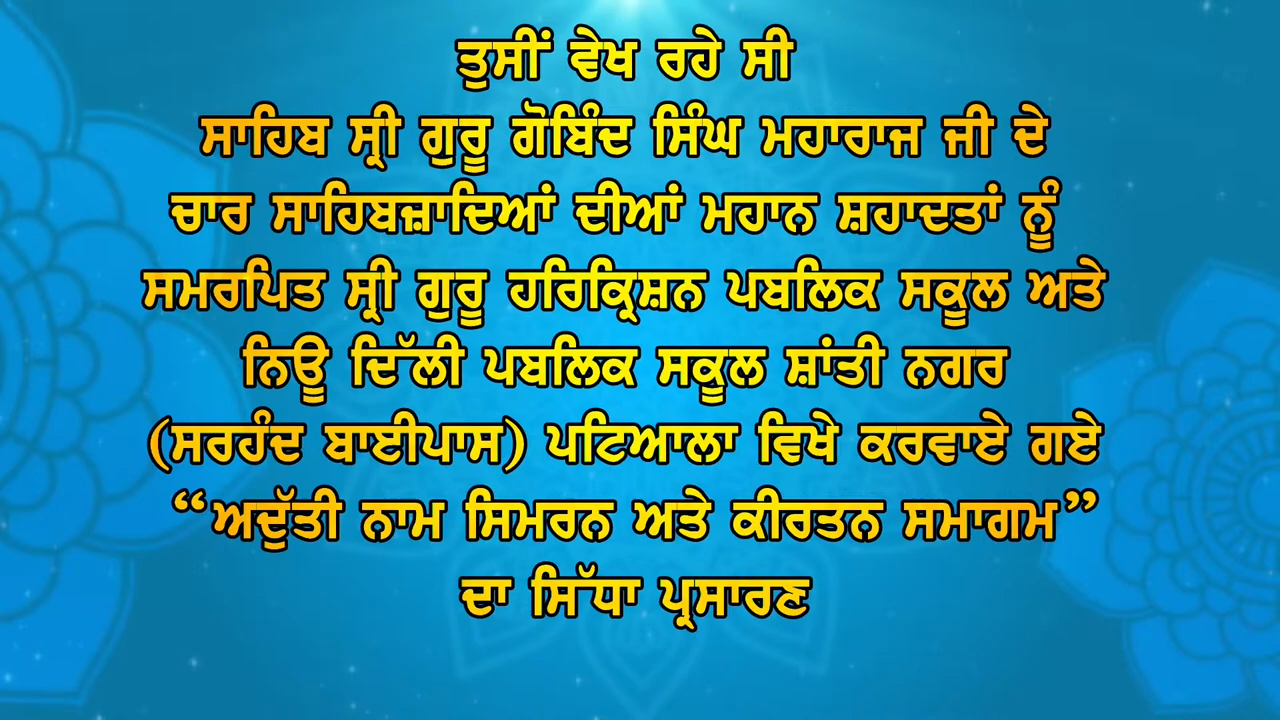 ਤੁਸੀਂ ਵੇਖ ਰਹੇ ਸੀ
ਸਾਹਿਬ ਸ੍ਰੀ ਗੁਰੂ ਗੋਬਿੰਦ ਸਿੰਘ ਮਹਾਰਾਜ ਜੀ ਦੇ
ਚਾਰ ਸਾਹਿਬਜ਼ਾਦਿਆਂ ਦੀਆਂ ਮਹਾਨ ਸ਼ਹਾਦਤਾਂ ਨੂੰ
ਸਮਰਪਿਤ ਸ੍ਰੀ ਗੁਰੂ ਹਰਿਕ੍ਰਿਸ਼ਨ ਪਬਲਿਕ ਸਕੂਲ ਅਤੇ
ਨਿਊ ਦਿੱਲੀ ਪਬਲਿਕ ਸਕੂਲ ਸ਼ਾਂਤੀ ਨਗਰ
(ਸਰਹੰਦ ਬਾਈਪਾਸ) ਪਟਿਆਲਾ ਵਿਖੇ ਕਰਵਾਏ ਗਏ
“ਅਦੁੱਤੀ ਨਾਮ ਸਿਮਰਨ ਅਤੇ ਕੀਰਤਨ ਸਮਾਗਮ”
ਦਾ ਸਿੱਧਾ ਪ੍ਰਸਾਰਣ